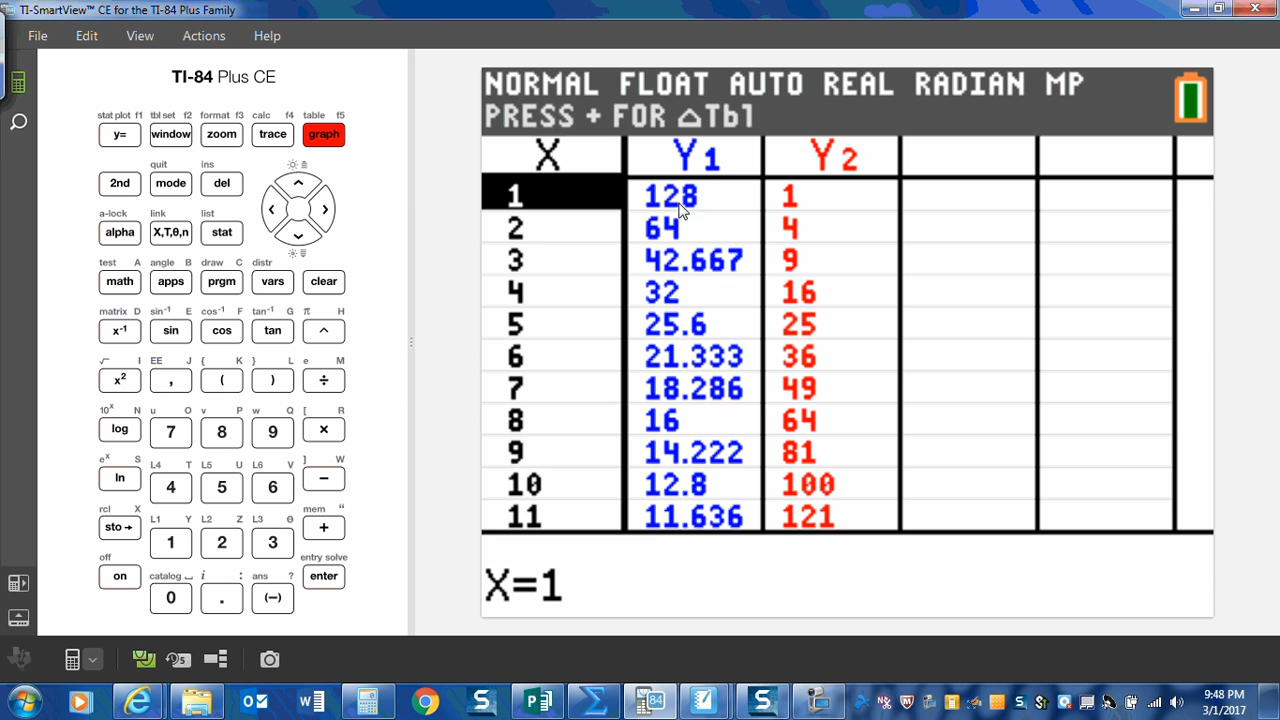 TI-SmartView™ CE for the TI-84 Plus Family
File Edit View Actions Help
TI-84 Plus CE
stat plot f1 tbl set f2 format f3 calc f4 table f5
y= window zoom trace graph
quit ins
2nd mode del
a-lock link list
alpha X,T,θ,n stat
test A angle B draw C distr
math apps prgm vars clear
matrix D sin⁻¹ E cos⁻¹ F tan⁻¹ G π H
x⁻¹ sin cos tan ^
√ I EE J { K } L e M
x² , ( ) ÷
10ˣ N u O v P w Q [ R
log 7 8 9 ×
eˣ S L4 T L5 U L6 V ] W
ln 4 5 6 −
rcl X L1 Y L2 Z L3 θ mem “
sto→ 1 2 3 +
off catalog i : ans ? entry solve
on 0 . (−) enter
NORMAL FLOAT AUTO REAL RADIAN MP
PRESS + FOR △Tbl
X Y1 Y2
1 128 1
2 64 4
3 42.667 9
4 32 16
5 25.6 25
6 21.333 36
7 18.286 49
8 16 64
9 14.222 81
10 12.8 100
11 11.636 121
X=1
84
9:48 PM
3/1/2017